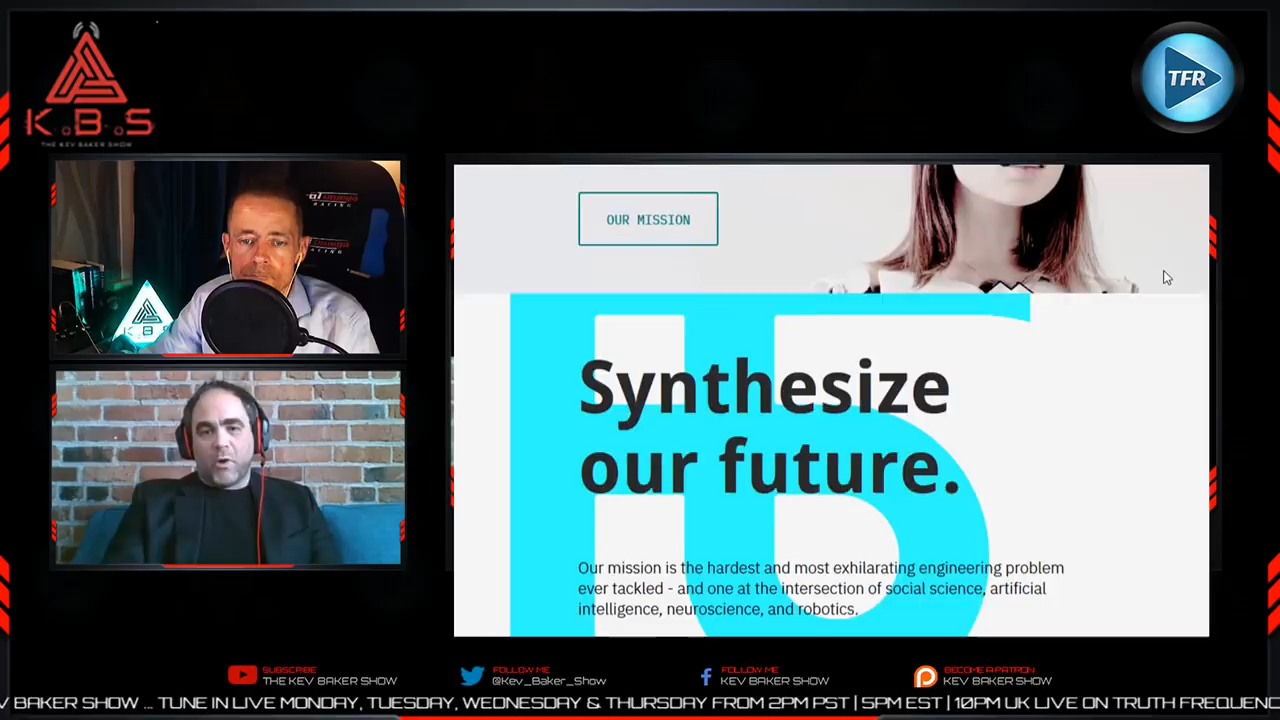 K.B.S
THE KEV BAKER SHOW
TFR
GT OMEGA
RACING
K B S
OUR MISSION
Synthesize
our future.
Our mission is the hardest and most exhilarating engineering problem
ever tackled - and one at the intersection of social science, artificial
intelligence, neuroscience, and robotics.
SUBSCRIBE
THE KEV BAKER SHOW
FOLLOW ME
@Kev_Baker_Show
FOLLOW ME
KEV BAKER SHOW
BECOME A PATRON
KEV BAKER SHOW
V BAKER SHOW ... TUNE IN LIVE MONDAY, TUESDAY, WEDNESDAY & THURSDAY FROM 2PM PST | 5PM EST | 10PM UK LIVE ON TRUTH FREQUENC